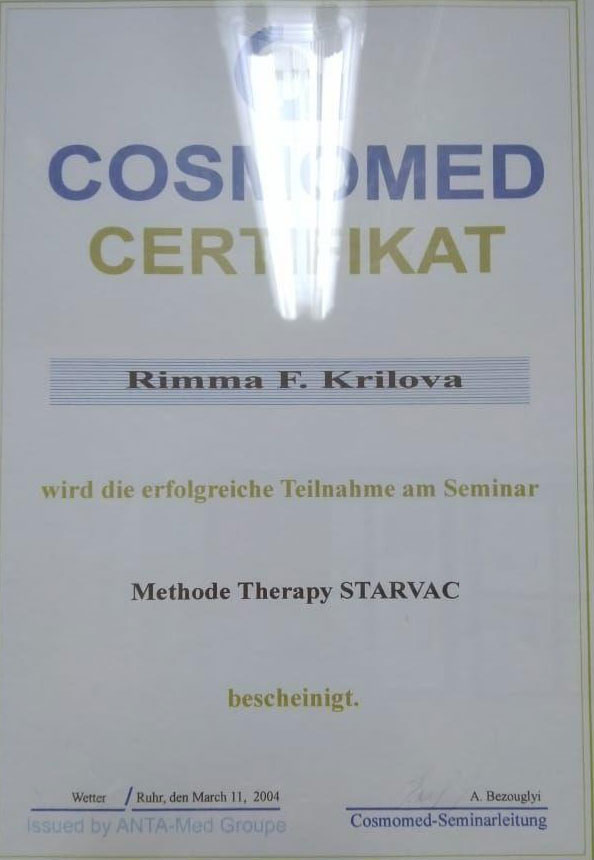 COSMOMED
CERTIFIKAT
Rimma F. Krilova
wird die erfolgreiche Teilnahme am Seminar
Methode Therapy STARVAC
bescheinigt.
Wetter / Ruhr, den March 11, 2004
A. Bezouglyi
Issued by ANTA-Med Groupe
Cosmomed-Seminarleitung